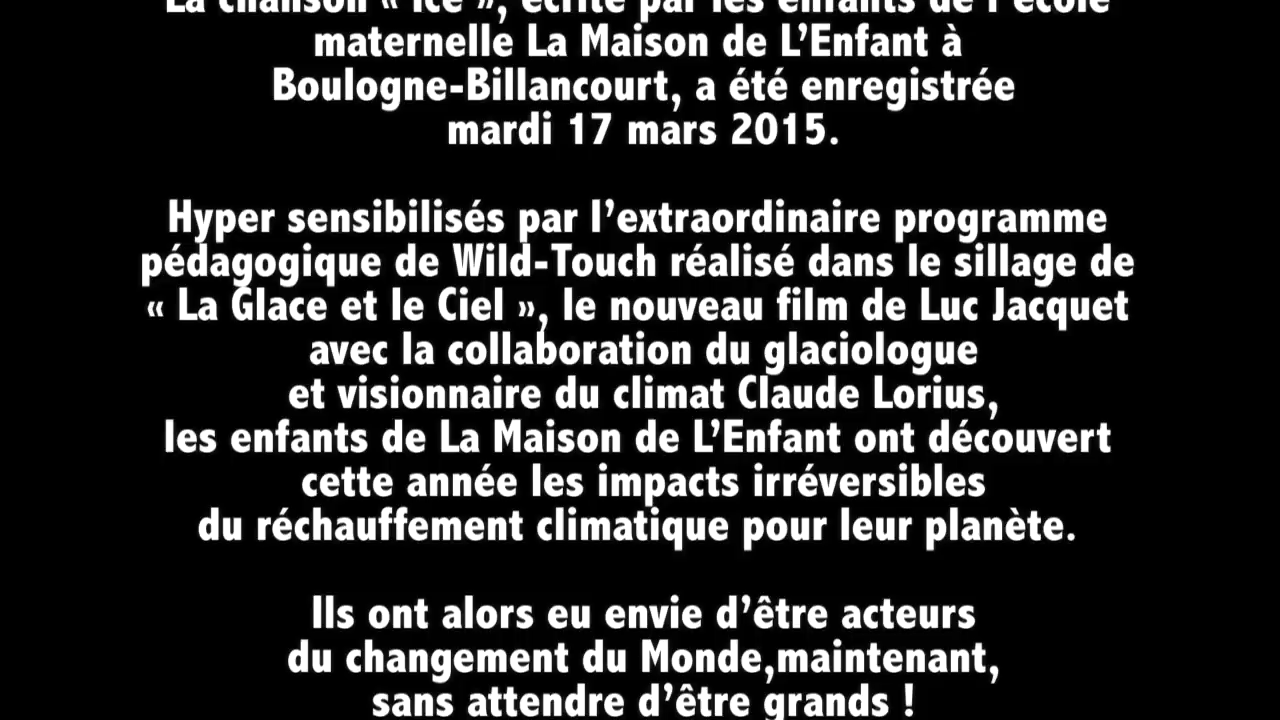 La chanson « Ice », écrite par les enfants de l'école
maternelle La Maison de L'Enfant à
Boulogne-Billancourt, a été enregistrée
mardi 17 mars 2015.
Hyper sensibilisés par l'extraordinaire programme
pédagogique de Wild-Touch réalisé dans le sillage de
« La Glace et le Ciel », le nouveau film de Luc Jacquet
avec la collaboration du glaciologue
et visionnaire du climat Claude Lorius,
les enfants de La Maison de L'Enfant ont découvert
cette année les impacts irréversibles
du réchauffement climatique pour leur planète.
Ils ont alors eu envie d'être acteurs
du changement du Monde,maintenant,
sans attendre d'être grands !